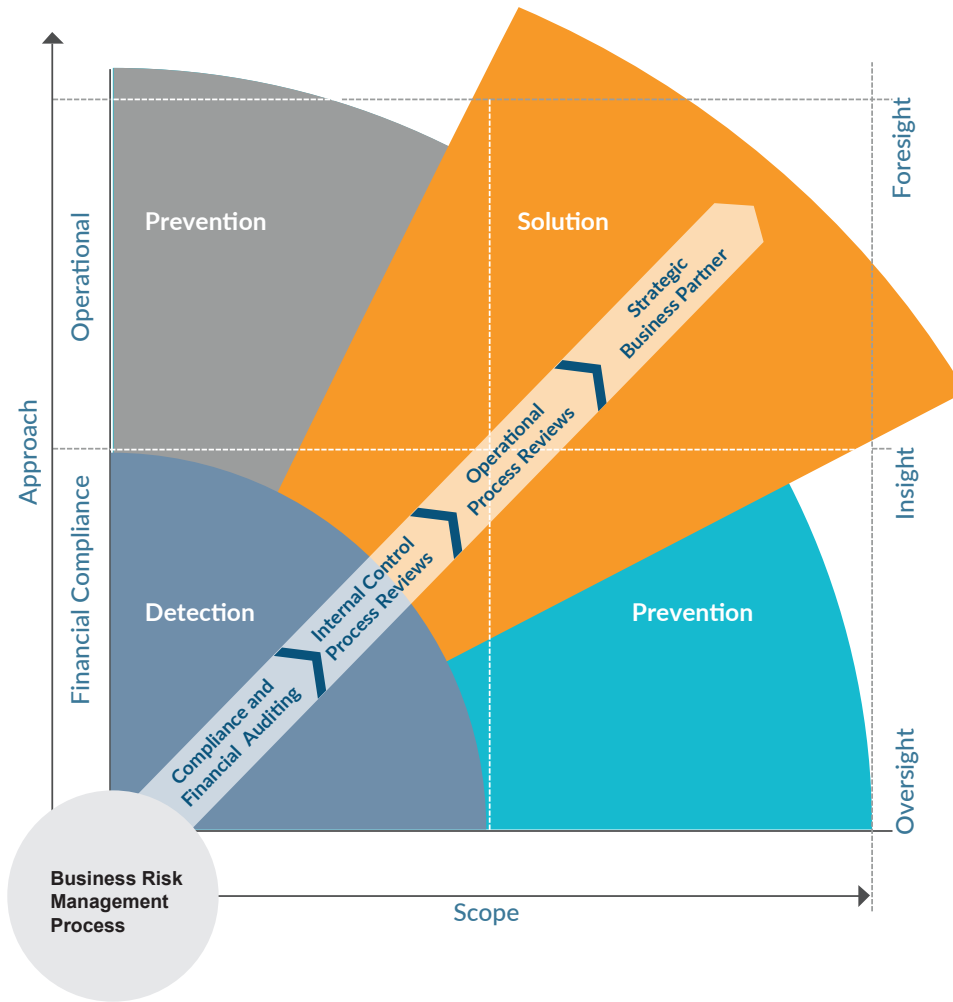 Foresight
Prevention
Solution
Operational
Strategic
Business Partner
Approach
Operational
Process Reviews
Insight
Financial Compliance
Internal Control
Process Reviews
Detection
Prevention
Compliance and
Financial Auditing
Oversight
Business Risk
Management
Process
Scope